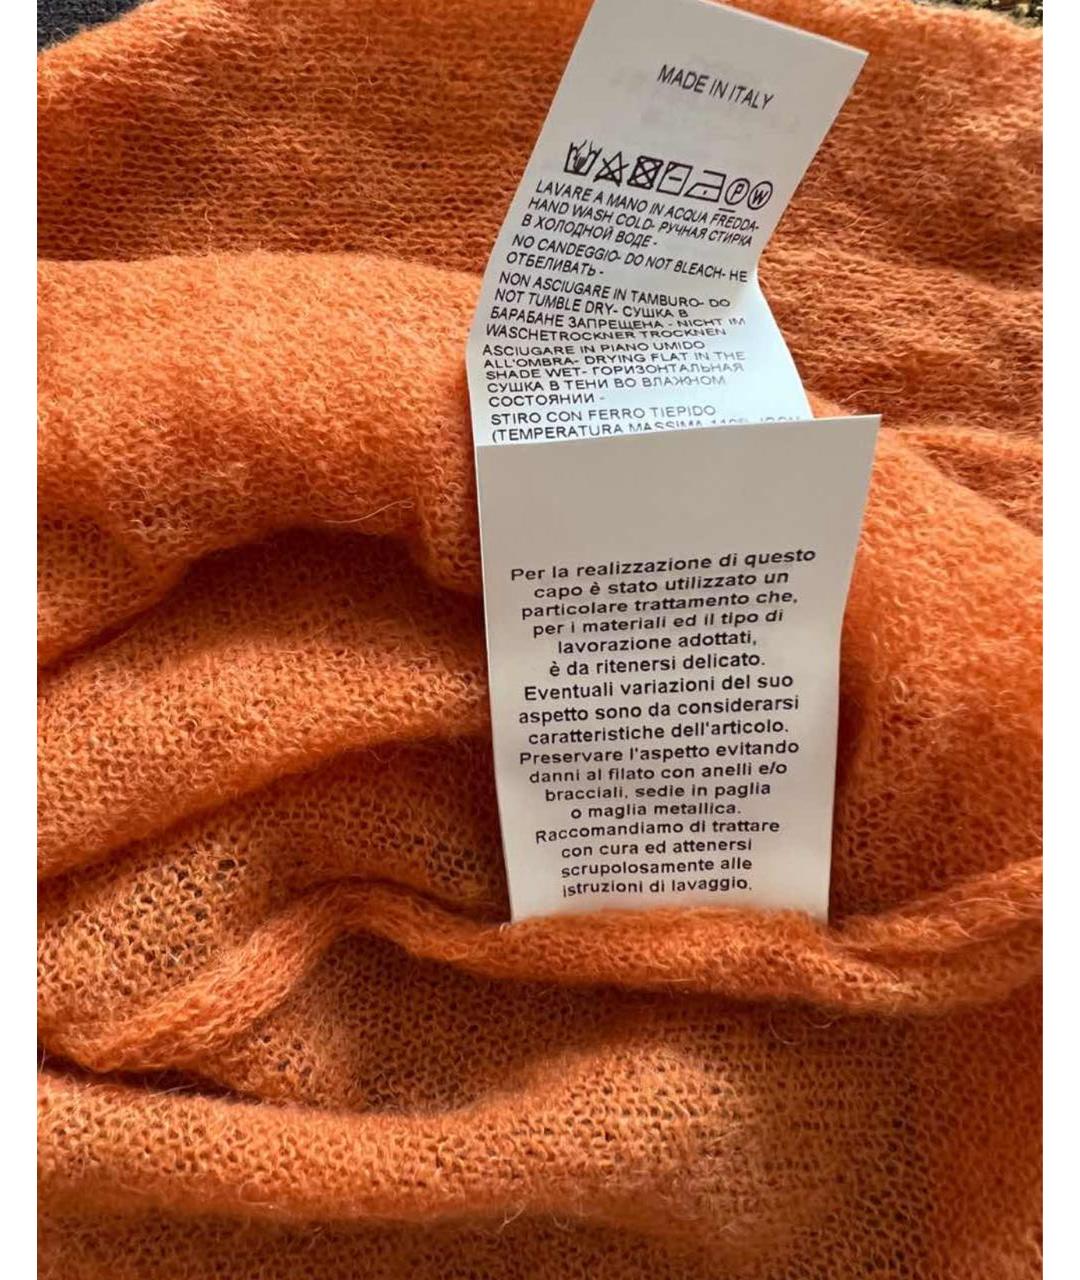 MADE IN ITALY
P W
LAVARE A MANO IN ACQUA FREDDA-
HAND WASH COLD- РУЧНАЯ СТИРКА
В ХОЛОДНОЙ ВОДЕ -
NO CANDEGGIO- DO NOT BLEACH- НЕ
ОТБЕЛИВАТЬ -
NON ASCIUGARE IN TAMBURO- DO
NOT TUMBLE DRY- СУШКА В
БАРАБАНЕ ЗАПРЕЩЕНА - NICHT IM
WASCHETROCKNER TROCKNEN
ASCIUGARE IN PIANO UMIDO
ALL'OMBRA- DRYING FLAT IN THE
SHADE WET- ГОРИЗОНТАЛЬНАЯ
СУШКА В ТЕНИ ВО ВЛАЖНОМ
СОСТОЯНИИ -
STIRO CON FERRO TIEPIDO
(TEMPERATURA MASSIMA
Per la realizzazione di questo
capo è stato utilizzato un
particolare trattamento che,
per i materiali ed il tipo di
lavorazione adottati,
è da ritenersi delicato.
Eventuali variazioni del suo
aspetto sono da considerarsi
caratteristiche dell'articolo.
Preservare l'aspetto evitando
danni al filato con anelli e/o
bracciali, sedie in paglia
o maglia metallica.
Raccomandiamo di trattare
con cura ed attenersi
scrupolosamente alle
istruzioni di lavaggio.